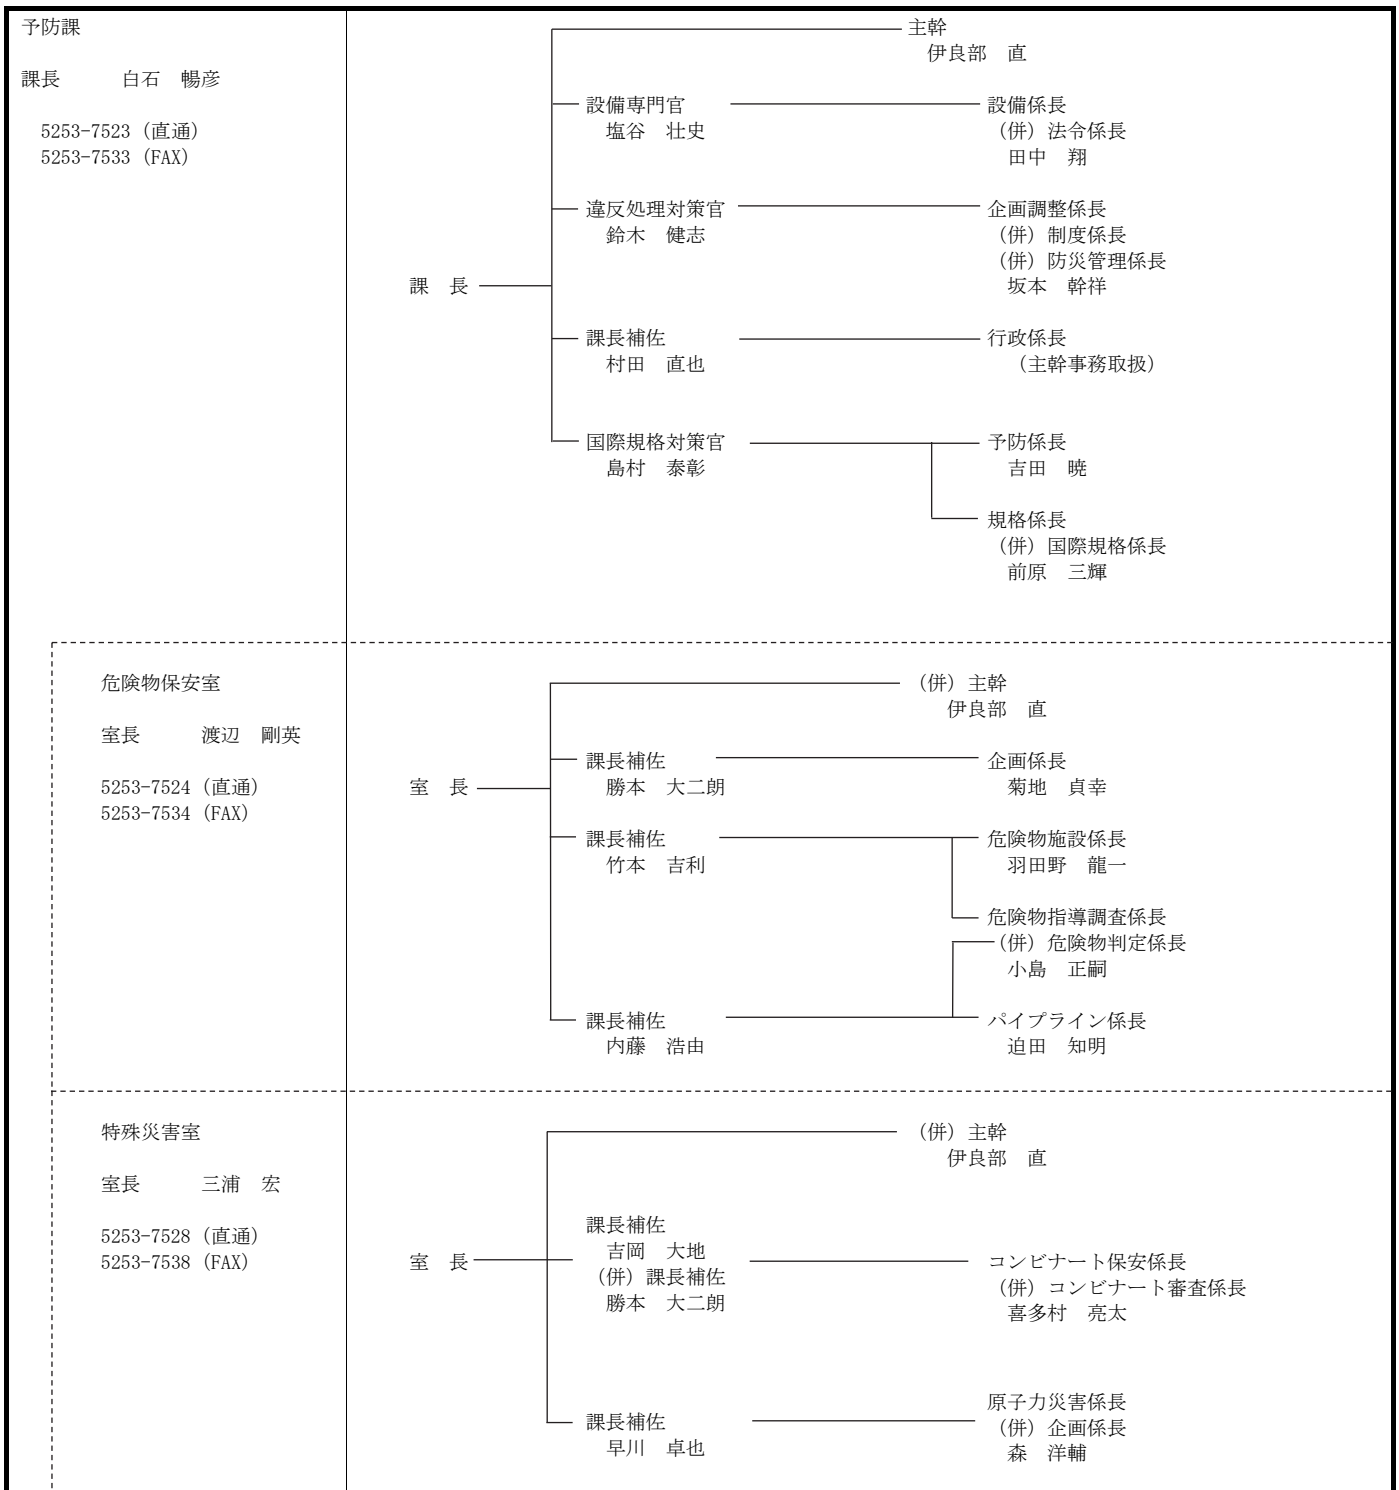 予防課
課長　　　白石　暢彦
5253-7523 (直通)
5253-7533 (FAX)
主幹
伊良部　直
設備専門官
塩谷　壮史
設備係長
（併）法令係長
田中　翔
違反処理対策官
鈴木　健志
企画調整係長
（併）制度係長
（併）防災管理係長
坂本　幹祥
課　長
課長補佐
村田　直也
行政係長
（主幹事務取扱）
国際規格対策官
島村　泰彰
予防係長
吉田　暁
規格係長
（併）国際規格係長
前原　三輝
危険物保安室
室長　　　渡辺　剛英
5253-7524 (直通)
5253-7534 (FAX)
（併）主幹
伊良部　直
室　長
課長補佐
勝本　大二朗
企画係長
菊地　貞幸
課長補佐
竹本　吉利
危険物施設係長
羽田野　龍一
危険物指導調査係長
（併）危険物判定係長
小島　正嗣
課長補佐
内藤　浩由
パイプライン係長
迫田　知明
特殊災害室
室長　　　三浦　宏
5253-7528 (直通)
5253-7538 (FAX)
（併）主幹
伊良部　直
室　長
課長補佐
吉岡　大地
（併）課長補佐
勝本　大二朗
コンビナート保安係長
（併）コンビナート審査係長
喜多村　亮太
課長補佐
早川　卓也
原子力災害係長
（併）企画係長
森　洋輔